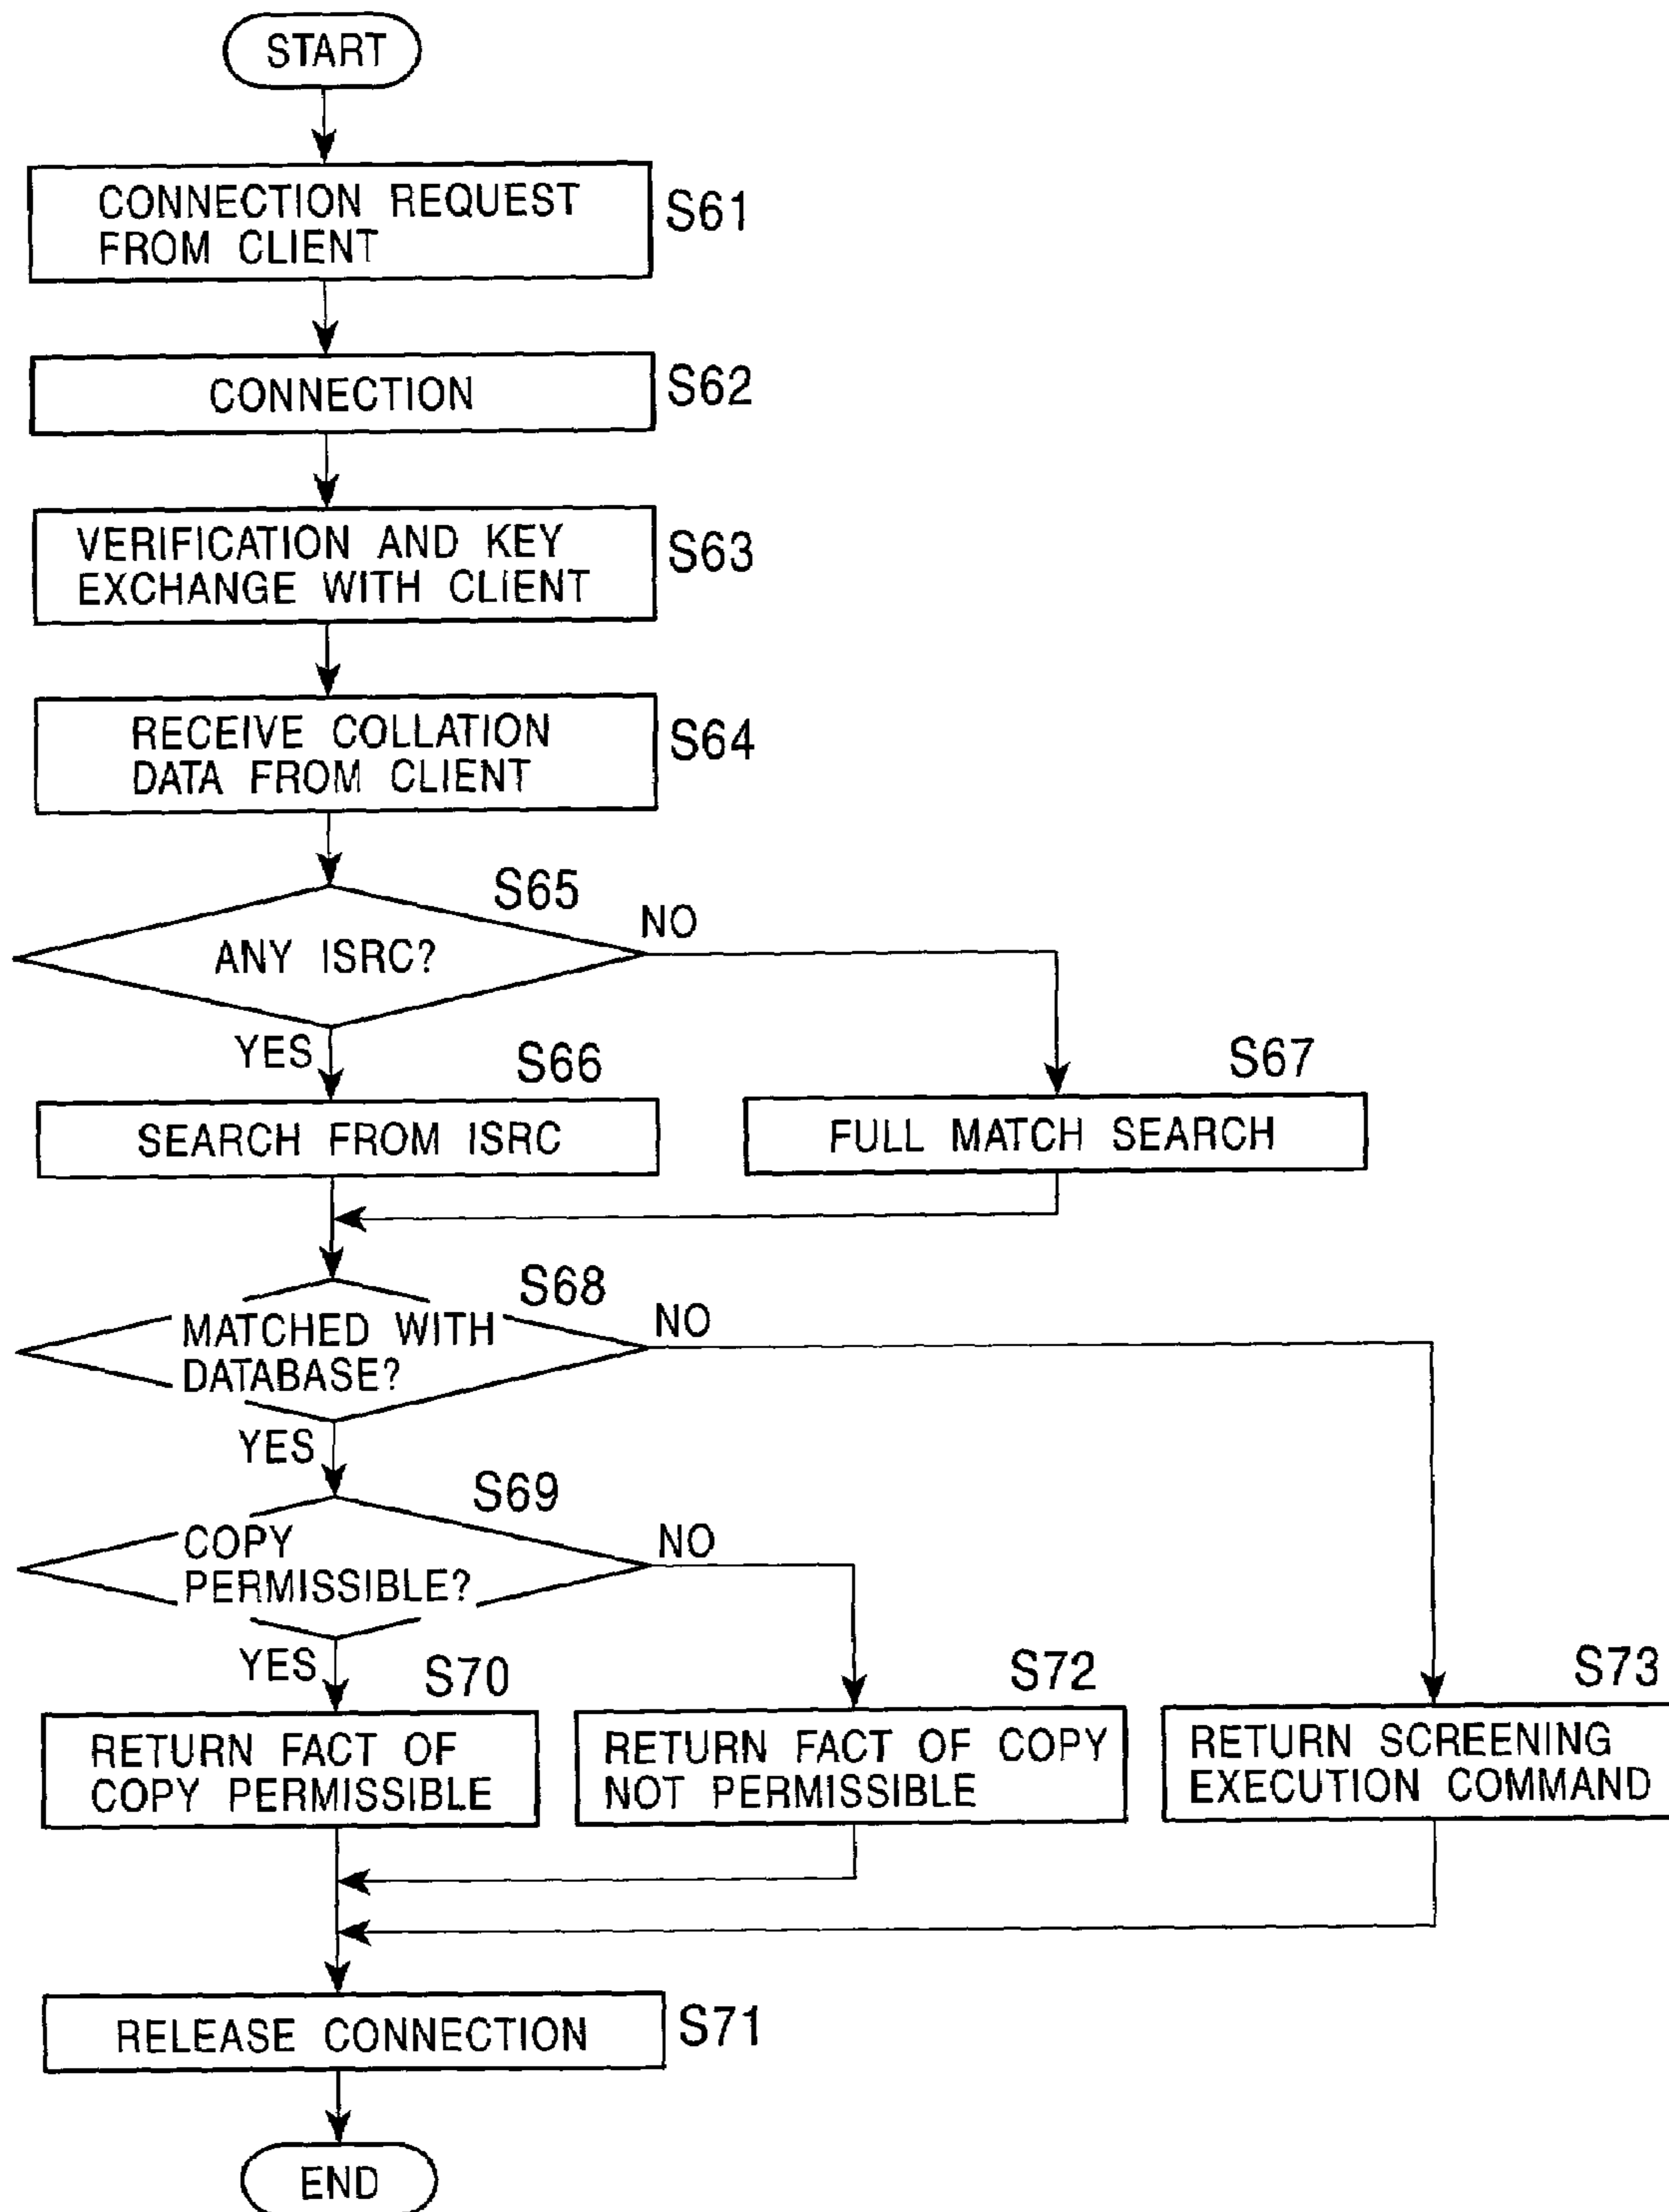 START
CONNECTION REQUEST
FROM CLIENT
S61
CONNECTION
S62
VERIFICATION AND KEY
EXCHANGE WITH CLIENT
S63
RECEIVE COLLATION
DATA FROM CLIENT
S64
S65
ANY ISRC?
NO
YES
S66
SEARCH FROM ISRC
S67
FULL MATCH SEARCH
S68
MATCHED WITH
DATABASE?
NO
YES
S69
COPY
PERMISSIBLE?
NO
YES
S70
RETURN FACT OF
COPY PERMISSIBLE
S72
RETURN FACT OF COPY
NOT PERMISSIBLE
S73
RETURN SCREENING
EXECUTION COMMAND
RELEASE CONNECTION
S71
END